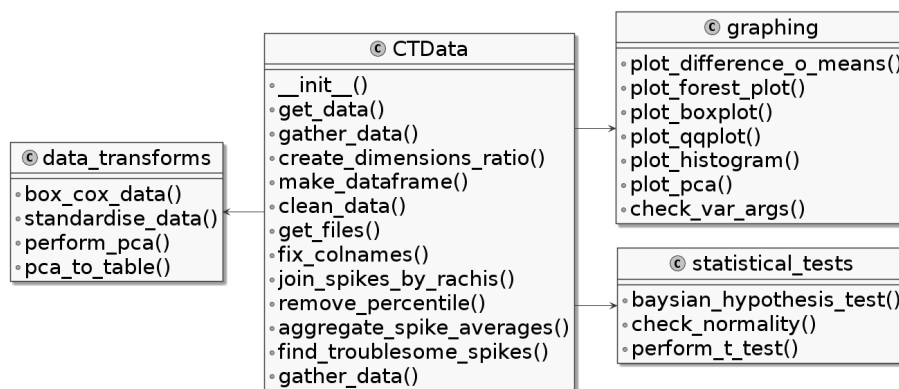 C data_transforms
box_cox_data()
standardise_data()
perform_pca()
pca_to_table()
C CTData
__init__()
get_data()
gather_data()
create_dimensions_ratio()
make_dataframe()
clean_data()
get_files()
fix_colnames()
join_spikes_by_rachis()
remove_percentile()
aggregate_spike_averages()
find_troublesome_spikes()
gather_data()
C graphing
plot_difference_o_means()
plot_forest_plot()
plot_boxplot()
plot_qqplot()
plot_histogram()
plot_pca()
check_var_args()
C statistical_tests
baysian_hypothesis_test()
check_normality()
perform_t_test()